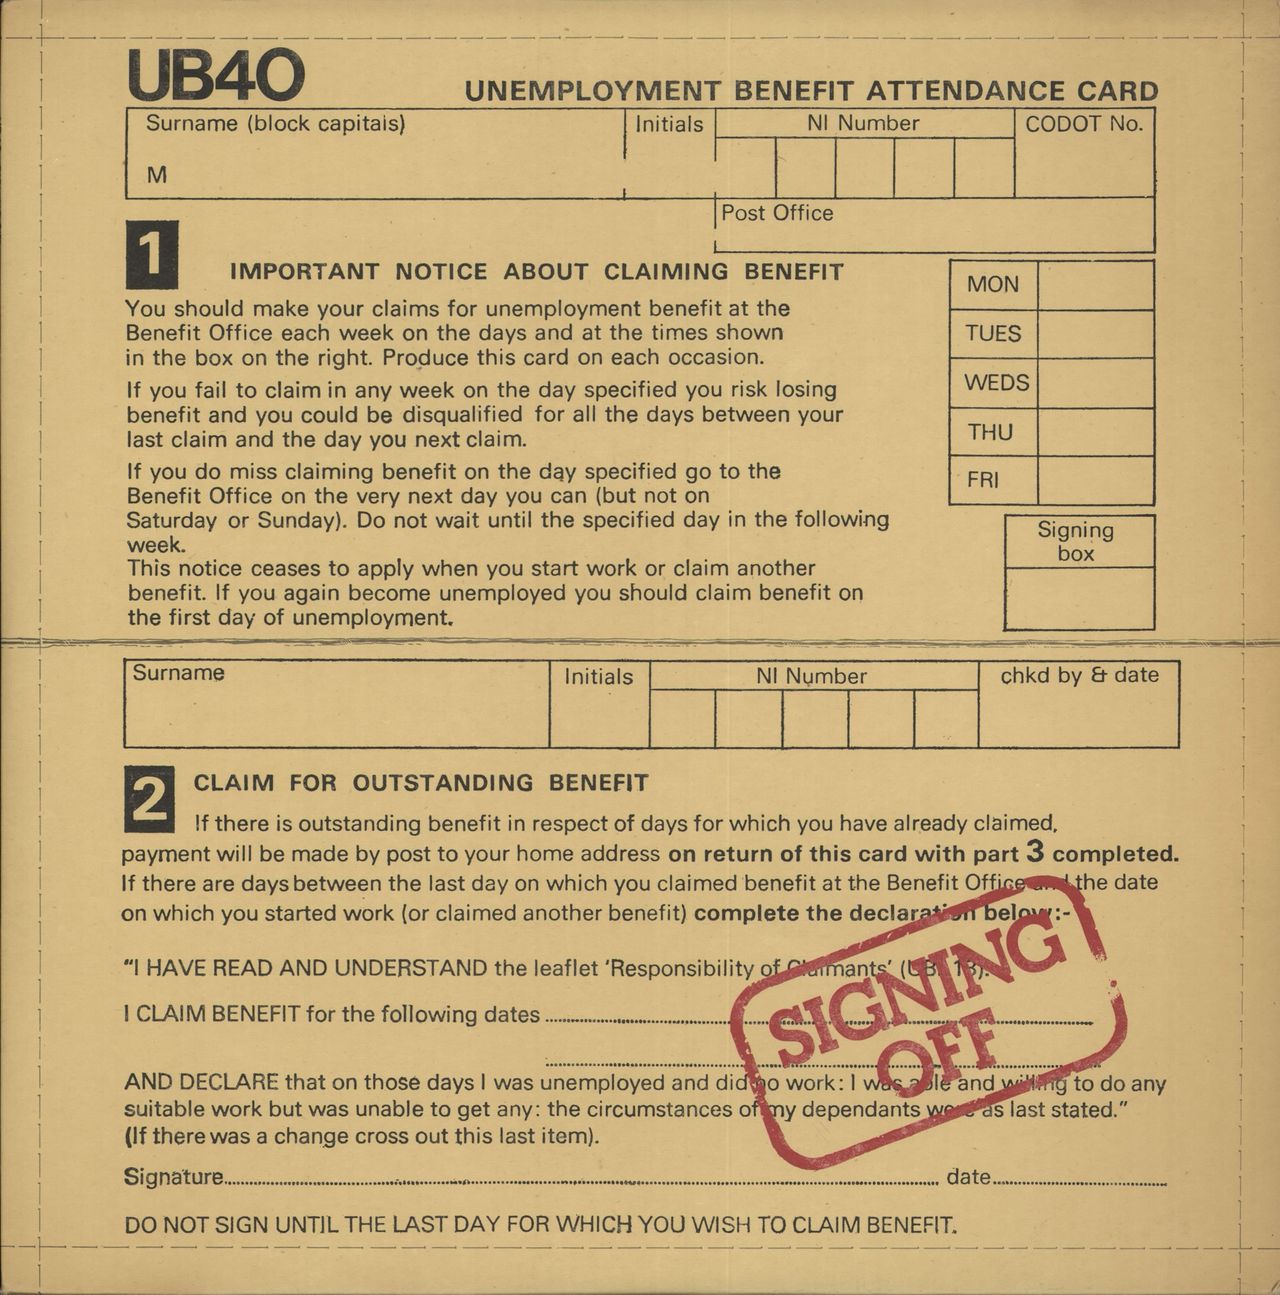 UB40
UNEMPLOYMENT BENEFIT ATTENDANCE CARD
Surname (block capitals)
Initials
NI Number
CODOT No.
M
Post Office
1
IMPORTANT NOTICE ABOUT CLAIMING BENEFIT
You should make your claims for unemployment benefit at the
Benefit Office each week on the days and at the times shown
in the box on the right. Produce this card on each occasion.
If you fail to claim in any week on the day specified you risk losing
benefit and you could be disqualified for all the days between your
last claim and the day you next claim.
If you do miss claiming benefit on the day specified go to the
Benefit Office on the very next day you can (but not on
Saturday or Sunday). Do not wait until the specified day in the following
week.
This notice ceases to apply when you start work or claim another
benefit. If you again become unemployed you should claim benefit on
the first day of unemployment.
MON
TUES
WEDS
THU
FRI
Signing
box
Surname
Initials
NI Number
chkd by & date
2
CLAIM FOR OUTSTANDING BENEFIT
If there is outstanding benefit in respect of days for which you have already claimed,
payment will be made by post to your home address on return of this card with part 3 completed.
If there are days between the last day on which you claimed benefit at the Benefit Office and the date
on which you started work (or claimed another benefit) complete the declaration below:-
"I HAVE READ AND UNDERSTAND the leaflet 'Responsibility of Claimants'
I CLAIM BENEFIT for the following dates
AND DECLARE that on those days I was unemployed and did no work: I was able and willing to do any
suitable work but was unable to get any: the circumstances of my dependants were as last stated."
(If there was a change cross out this last item).
Signature
date
DO NOT SIGN UNTIL THE LAST DAY FOR WHICH YOU WISH TO CLAIM BENEFIT.
SIGNING
OFF